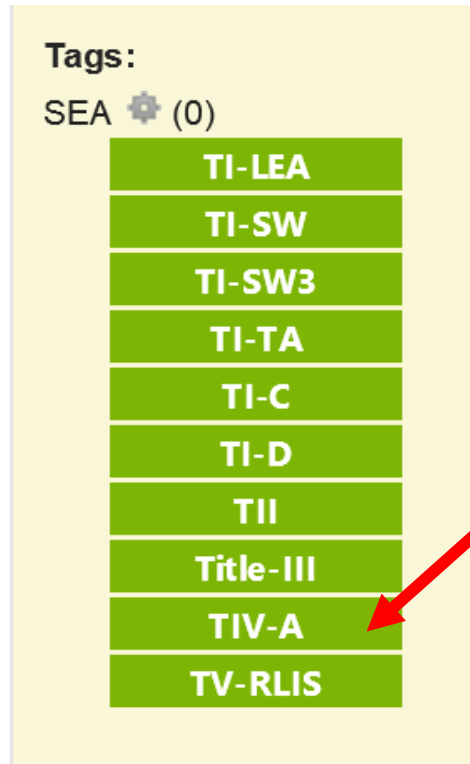 Tags:
SEA (0)
TI-LEA
TI-SW
TI-SW3
TI-TA
TI-C
TI-D
TII
Title-III
TIV-A
TV-RLIS